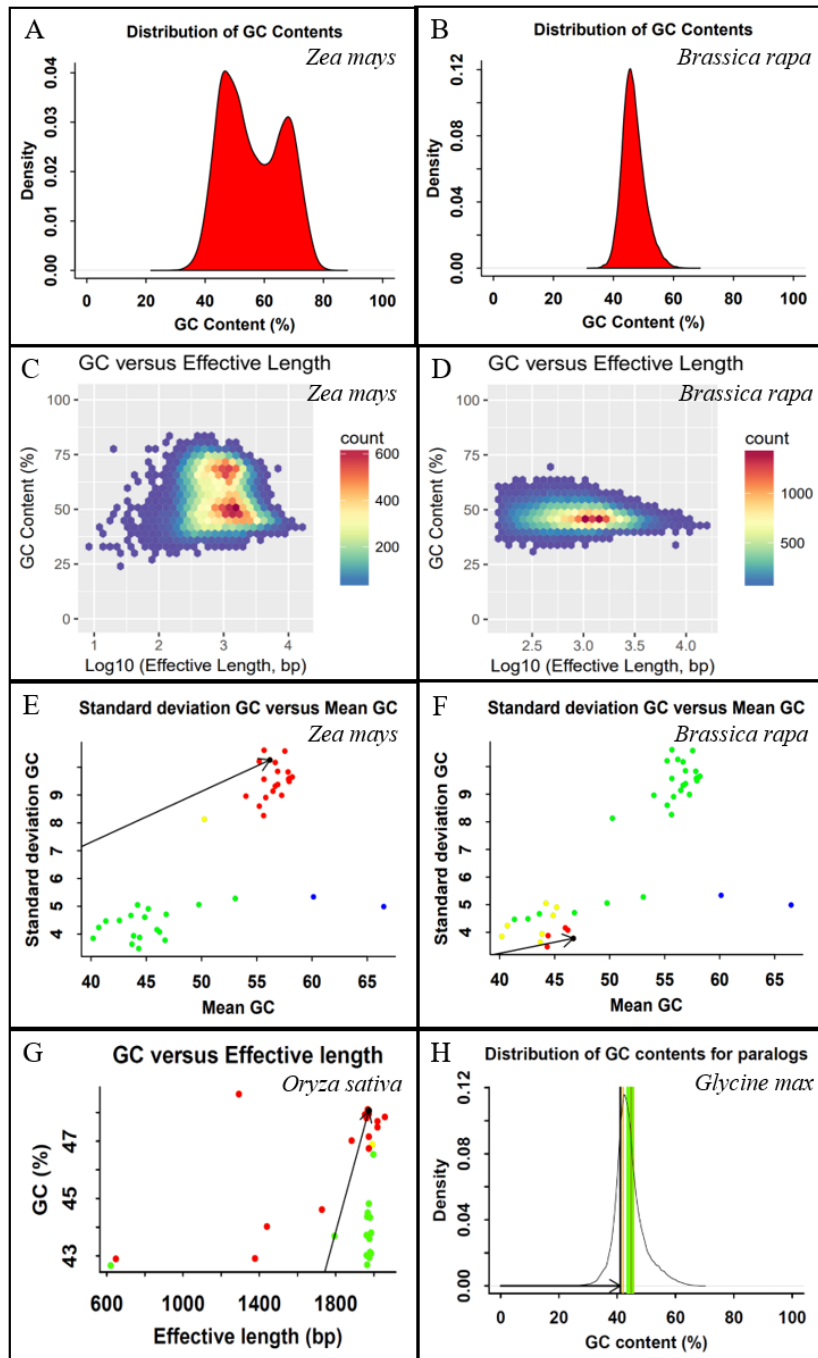 A
Distribution of GC Contents
Zea mays
Density
0.00 0.01 0.02 0.03 0.04
0 20 40 60 80 100
GC Content (%)
B
Distribution of GC Contents
Brassica rapa
Density
0.00 0.04 0.08 0.12
0 20 40 60 80 100
GC Content (%)
C
GC versus Effective Length
Zea mays
GC Content (%)
100
75
50
25
0
1 2 3 4
Log10 (Effective Length, bp)
count
600
400
200
D
GC versus Effective Length
Brassica rapa
GC Content (%)
100
75
50
25
0
2.5 3.0 3.5 4.0
Log10 (Effective Length, bp)
count
1000
500
E
Standard deviation GC versus Mean GC
Zea mays
Standard deviation GC
4 5 6 7 8 9
40 45 50 55 60 65
Mean GC
F
Standard deviation GC versus Mean GC
Brassica rapa
Standard deviation GC
4 5 6 7 8 9
40 45 50 55 60 65
Mean GC
G
GC versus Effective length
Oryza sativa
GC (%)
43 45 47
600 1000 1400 1800
Effective length (bp)
H
Distribution of GC contents for paralogs
Glycine max
Density
0.00 0.04 0.08 0.12
0 20 40 60 80 100
GC content (%)